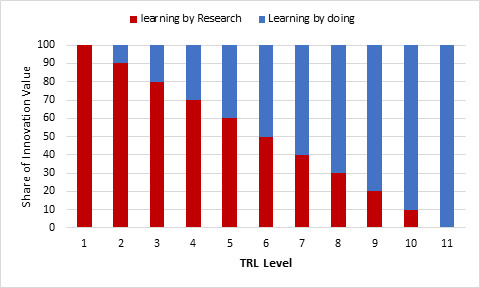 learning by Research Learning by doing
Share of Innovation Value
100
90
80
70
60
50
40
30
20
10
0
1 2 3 4 5 6 7 8 9 10 11
TRL Level